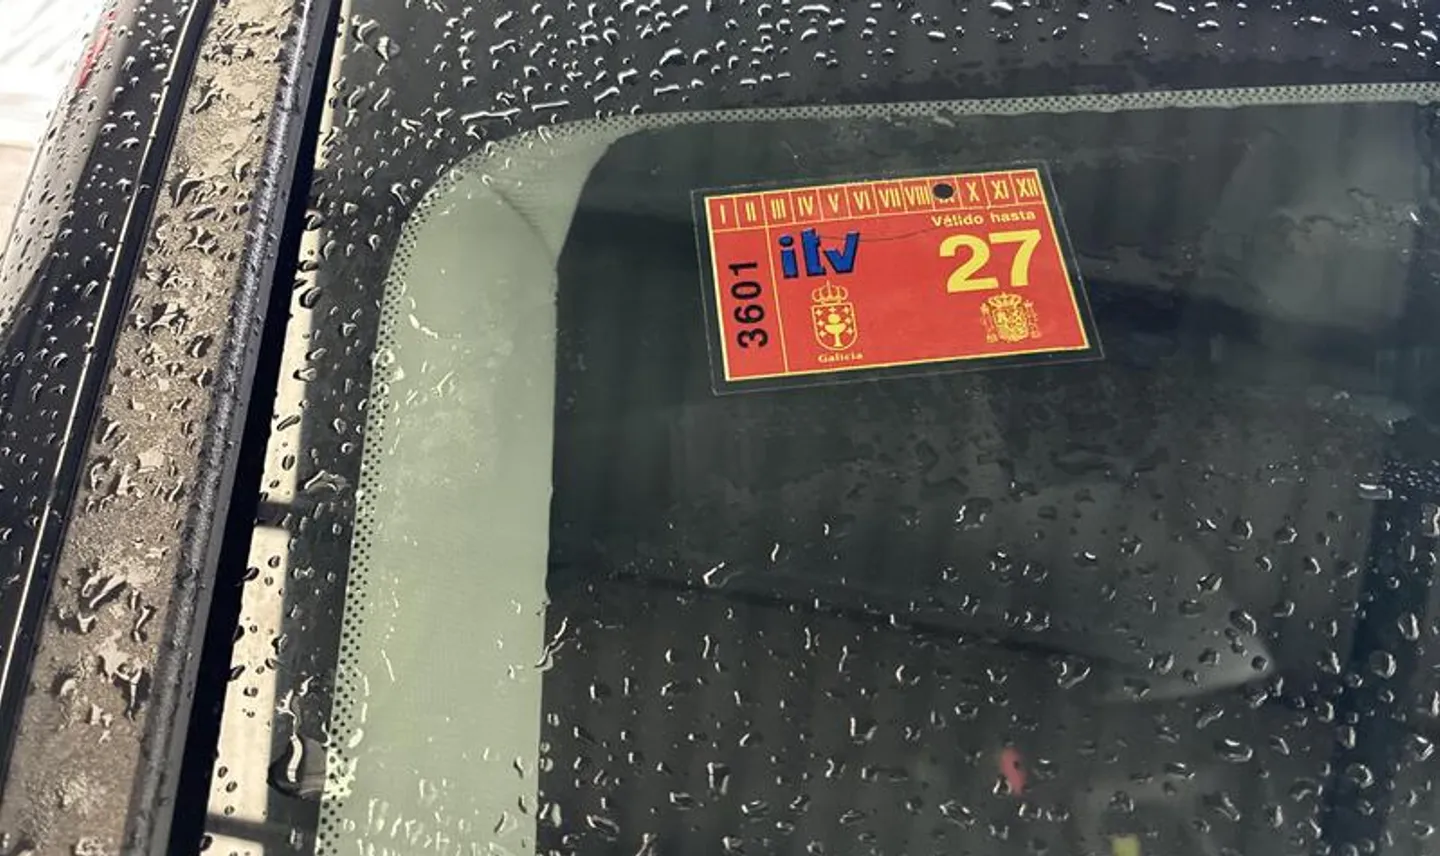 I II III IV V VI VII VIII X XI XII
Válido hasta
itv 27
3601
Galicia